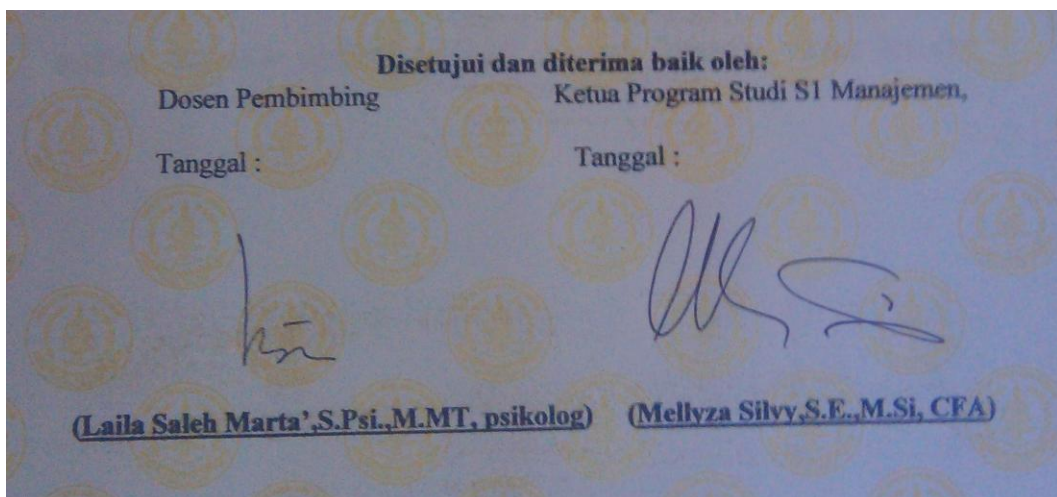 Disetujui dan diterima baik oleh:
Dosen Pembimbing Ketua Program Studi S1 Manajemen,
Tanggal : Tanggal :
(Laila Saleh Marta',S.Psi.,M.MT, psikolog) (Mellyza Silvy,S.E.,M.Si, CFA)